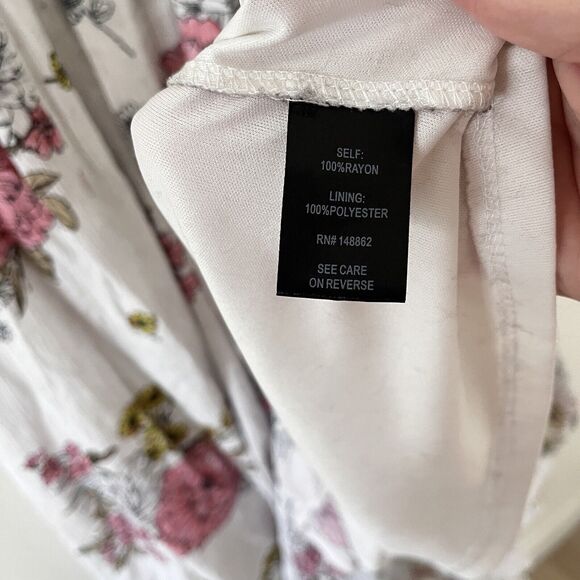 SELF:
100%RAYON
LINING:
100%POLYESTER
RN# 148862
SEE CARE
ON REVERSE